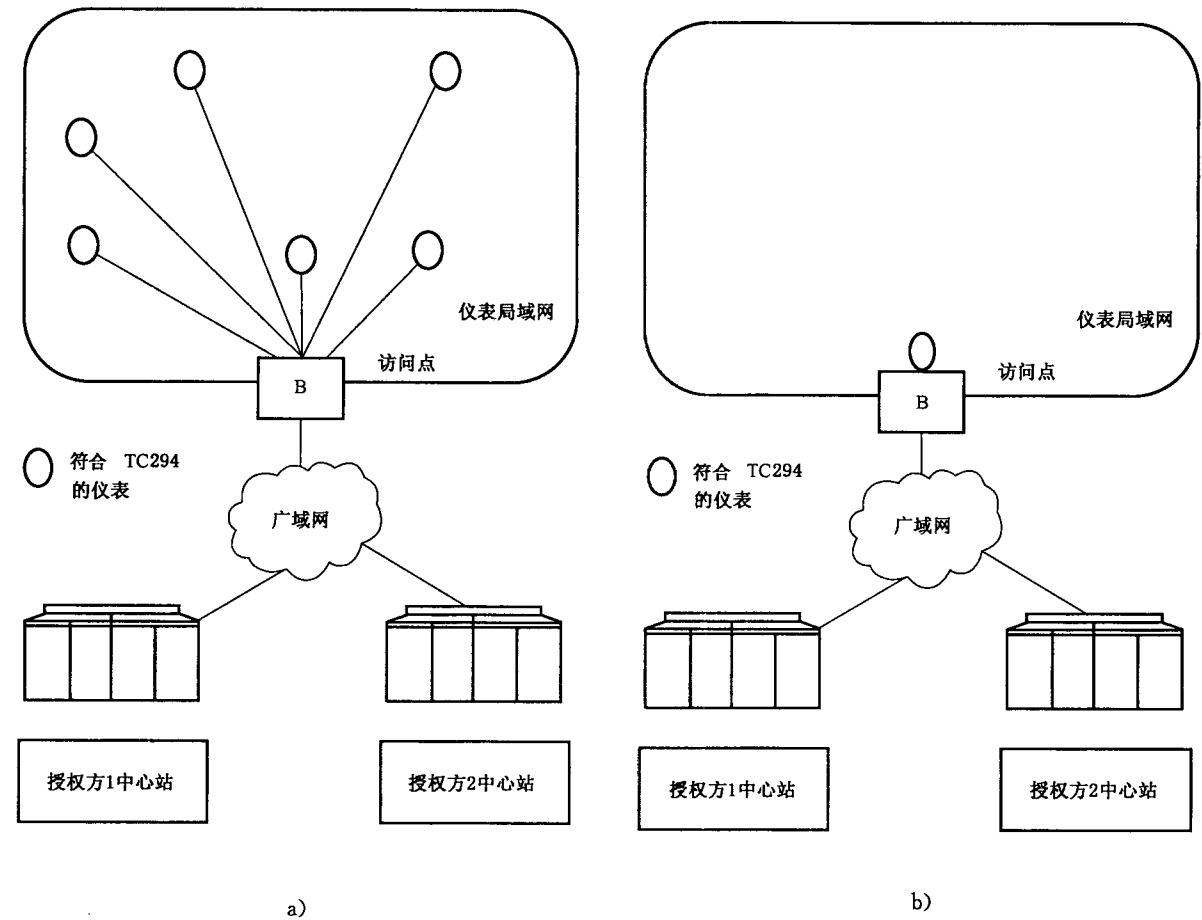 仪表局域网
访问点
B
符合 TC294
的仪表
广域网
授权方1中心站
授权方2中心站
a)
仪表局域网
访问点
B
符合 TC294
的仪表
广域网
授权方1中心站
授权方2中心站
b)